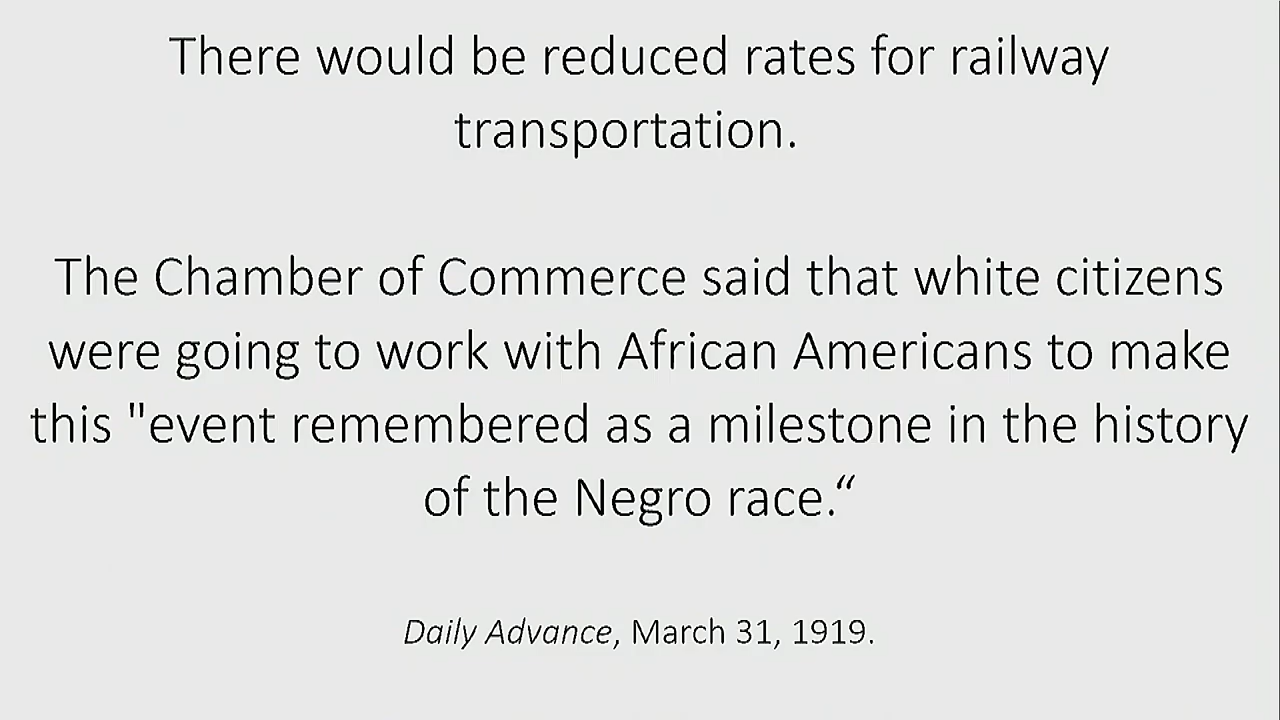 There would be reduced rates for railway
transportation.
The Chamber of Commerce said that white citizens
were going to work with African Americans to make
this "event remembered as a milestone in the history
of the Negro race.“
Daily Advance, March 31, 1919.